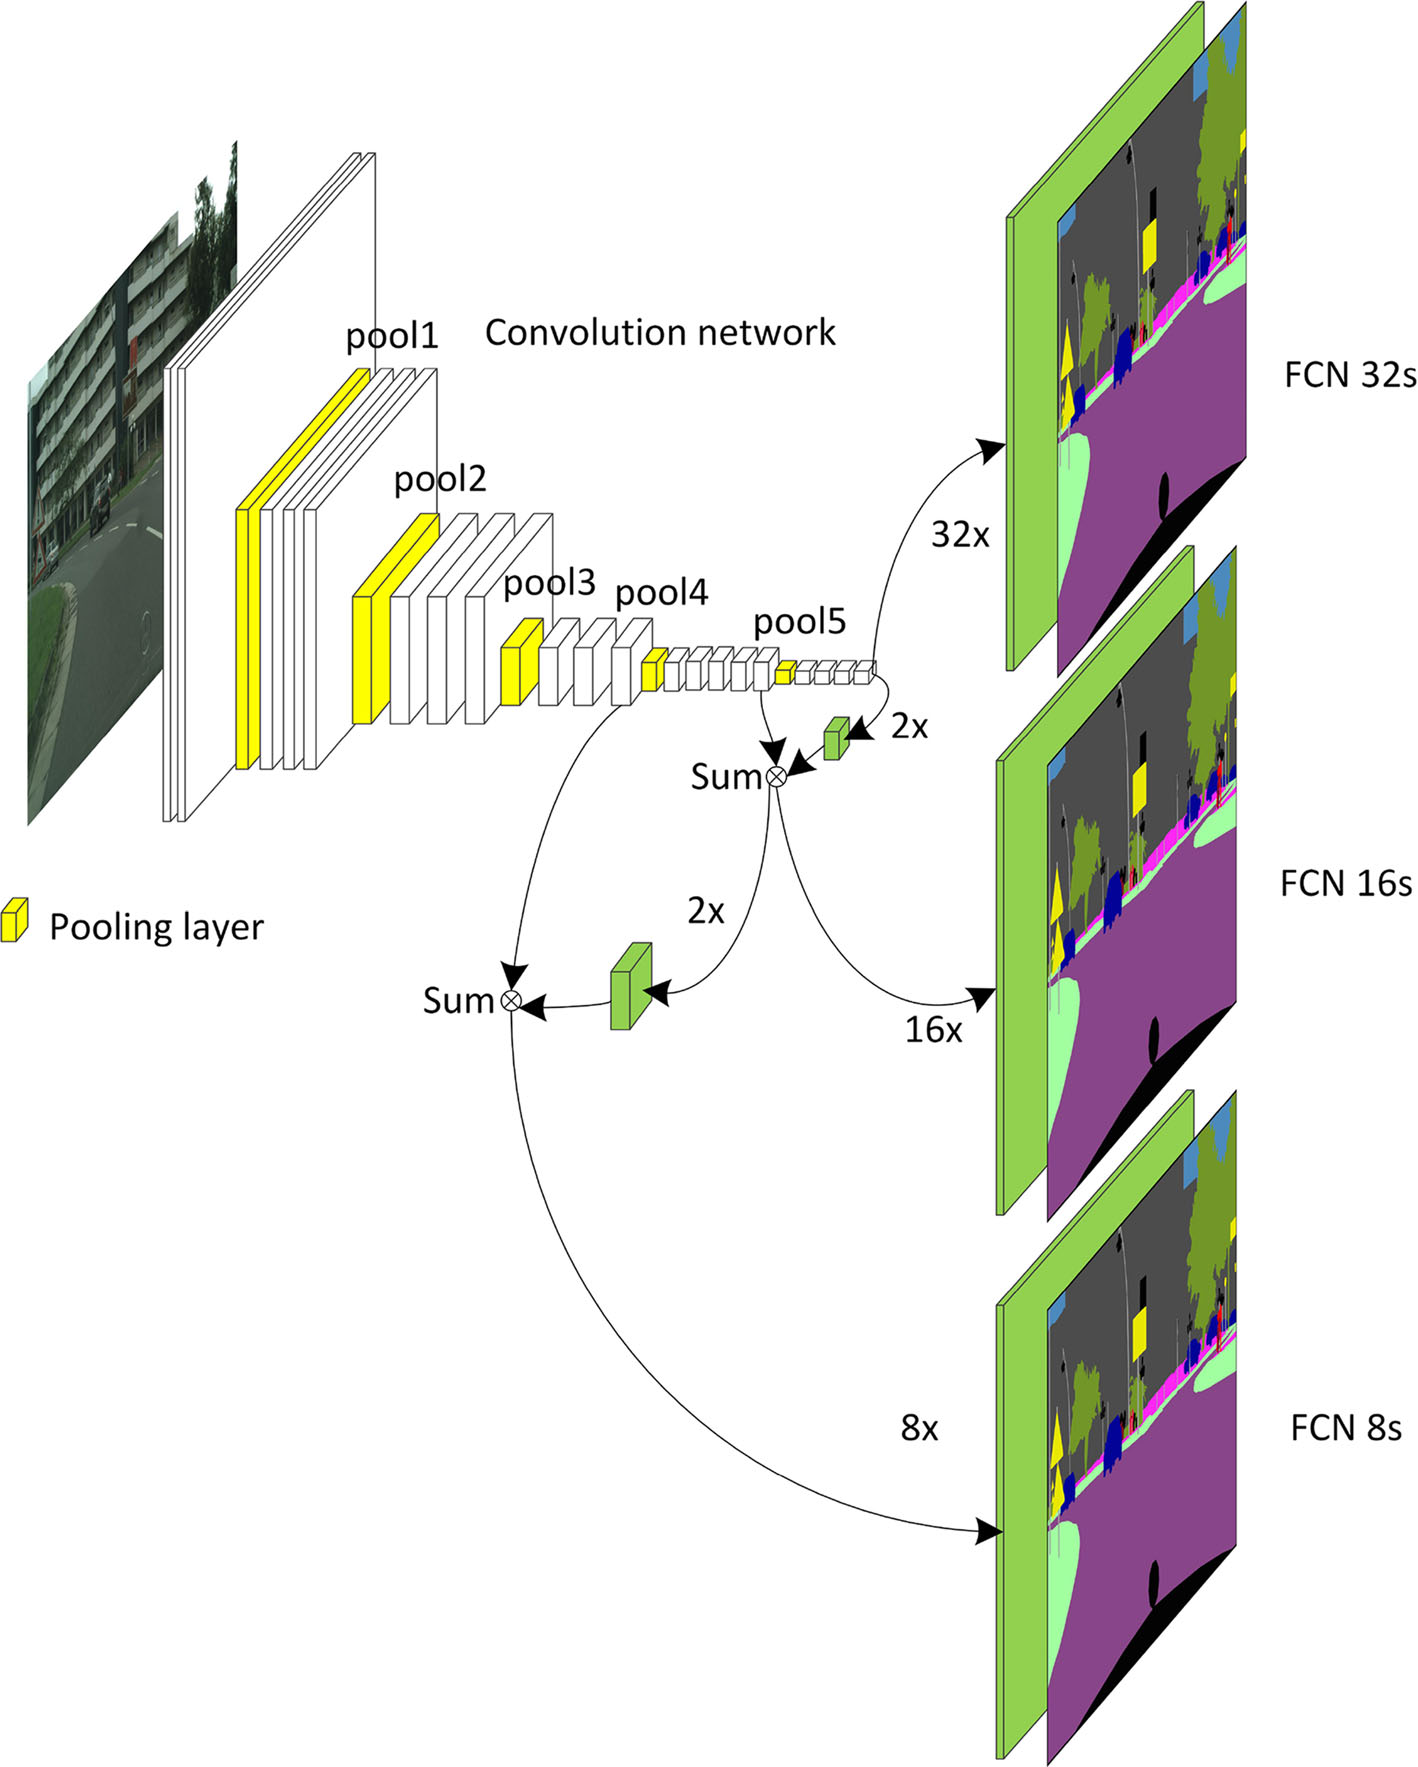 pool1
Convolution network
FCN 32s
pool2
32x
pool3
pool4
pool5
2x
Sum
FCN 16s
2x
Pooling layer
Sum
16x
8x
FCN 8s